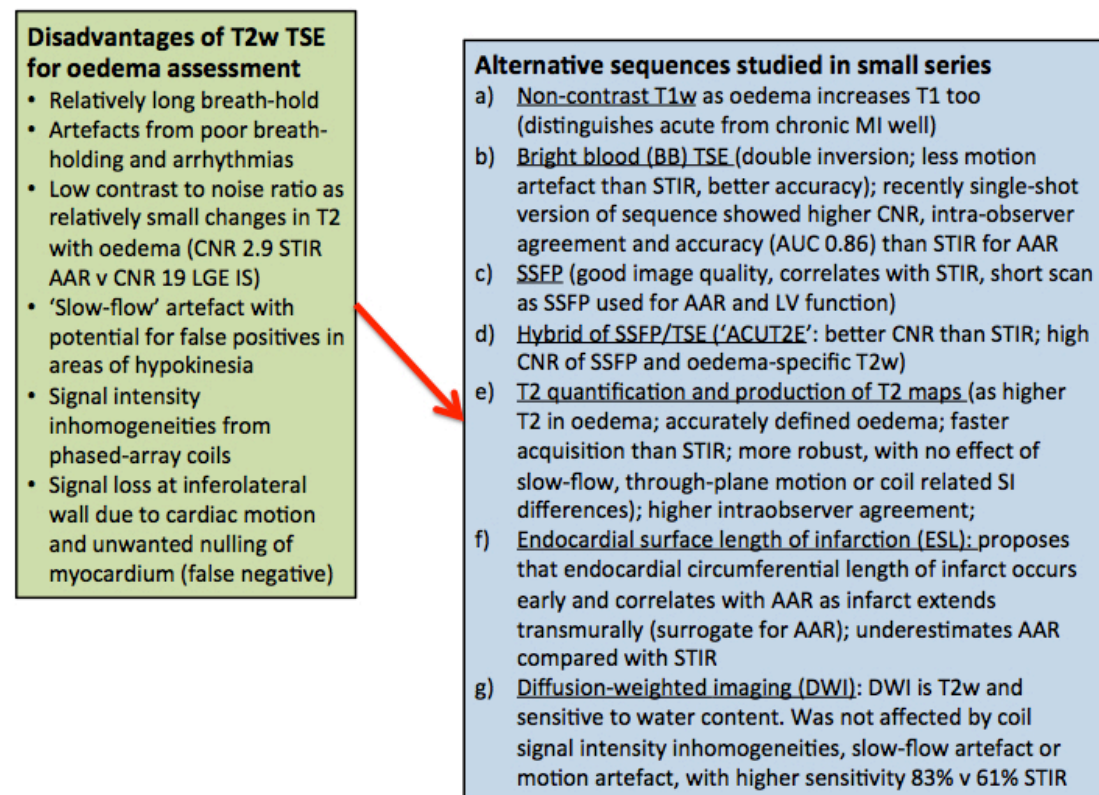 Disadvantages of T2w TSE
for oedema assessment
• Relatively long breath-hold
• Artefacts from poor breath-
holding and arrhythmias
• Low contrast to noise ratio as
relatively small changes in T2
with oedema (CNR 2.9 STIR
AAR v CNR 19 LGE IS)
• ‘Slow-flow’ artefact with
potential for false positives in
areas of hypokinesia
• Signal intensity
inhomogeneities from
phased-array coils
• Signal loss at inferolateral
wall due to cardiac motion
and unwanted nulling of
myocardium (false negative)
Alternative sequences studied in small series
a) Non-contrast T1w as oedema increases T1 too
(distinguishes acute from chronic MI well)
b) Bright blood (BB) TSE (double inversion; less motion
artefact than STIR, better accuracy); recently single-shot
version of sequence showed higher CNR, intra-observer
agreement and accuracy (AUC 0.86) than STIR for AAR
c) SSFP (good image quality, correlates with STIR, short scan
as SSFP used for AAR and LV function)
d) Hybrid of SSFP/TSE (‘ACUT2E’: better CNR than STIR; high
CNR of SSFP and oedema-specific T2w)
e) T2 quantification and production of T2 maps (as higher
T2 in oedema; accurately defined oedema; faster
acquisition than STIR; more robust, with no effect of
slow-flow, through-plane motion or coil related SI
differences); higher intraobserver agreement;
f) Endocardial surface length of infarction (ESL): proposes
that endocardial circumferential length of infarct occurs
early and correlates with AAR as infarct extends
transmurally (surrogate for AAR); underestimates AAR
compared with STIR
g) Diffusion-weighted imaging (DWI): DWI is T2w and
sensitive to water content. Was not affected by coil
signal intensity inhomogeneities, slow-flow artefact or
motion artefact, with higher sensitivity 83% v 61% STIR